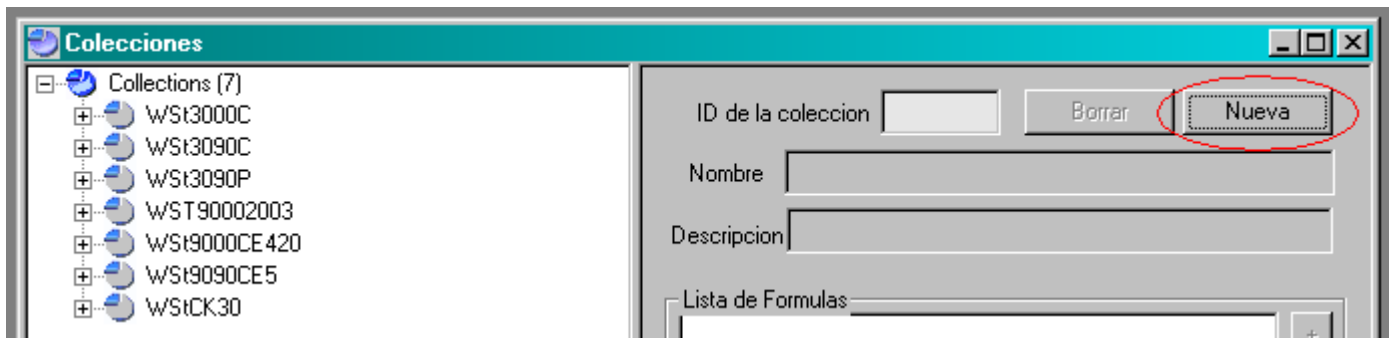 Colecciones
Collections (7)
WSt3000C
WSt3090C
WSt3090P
WST90002003
WSt9000CE420
WSt9090CE5
WStCK30
ID de la coleccion
Borrar
Nueva
Nombre
Descripcion
Lista de Formulas
+